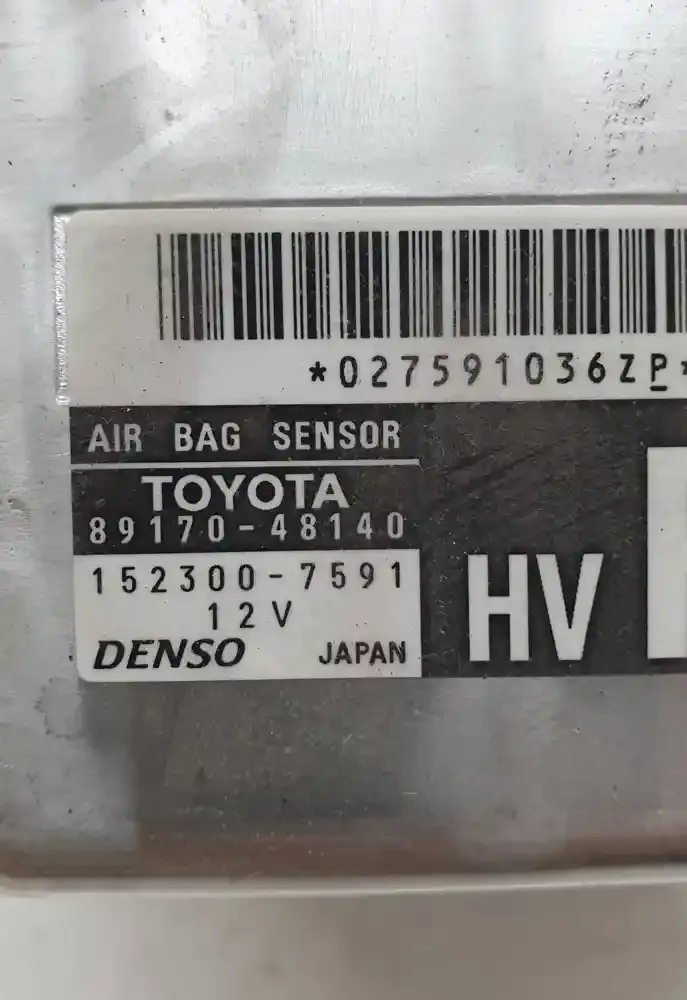 *027591036ZP*
AIR BAG SENSOR
TOYOTA
89170-48140
152300-7591
12V
DENSO JAPAN
HV